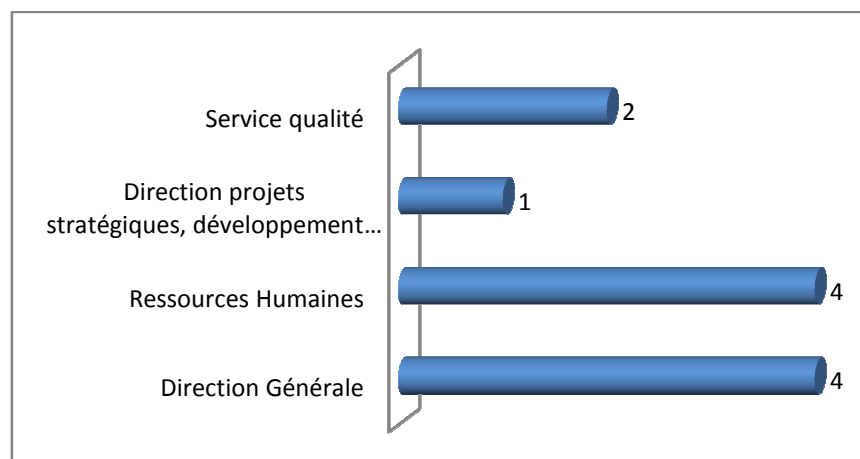 Service qualité
2
Direction projets
stratégiques, développement…
1
Ressources Humaines
4
Direction Générale
4